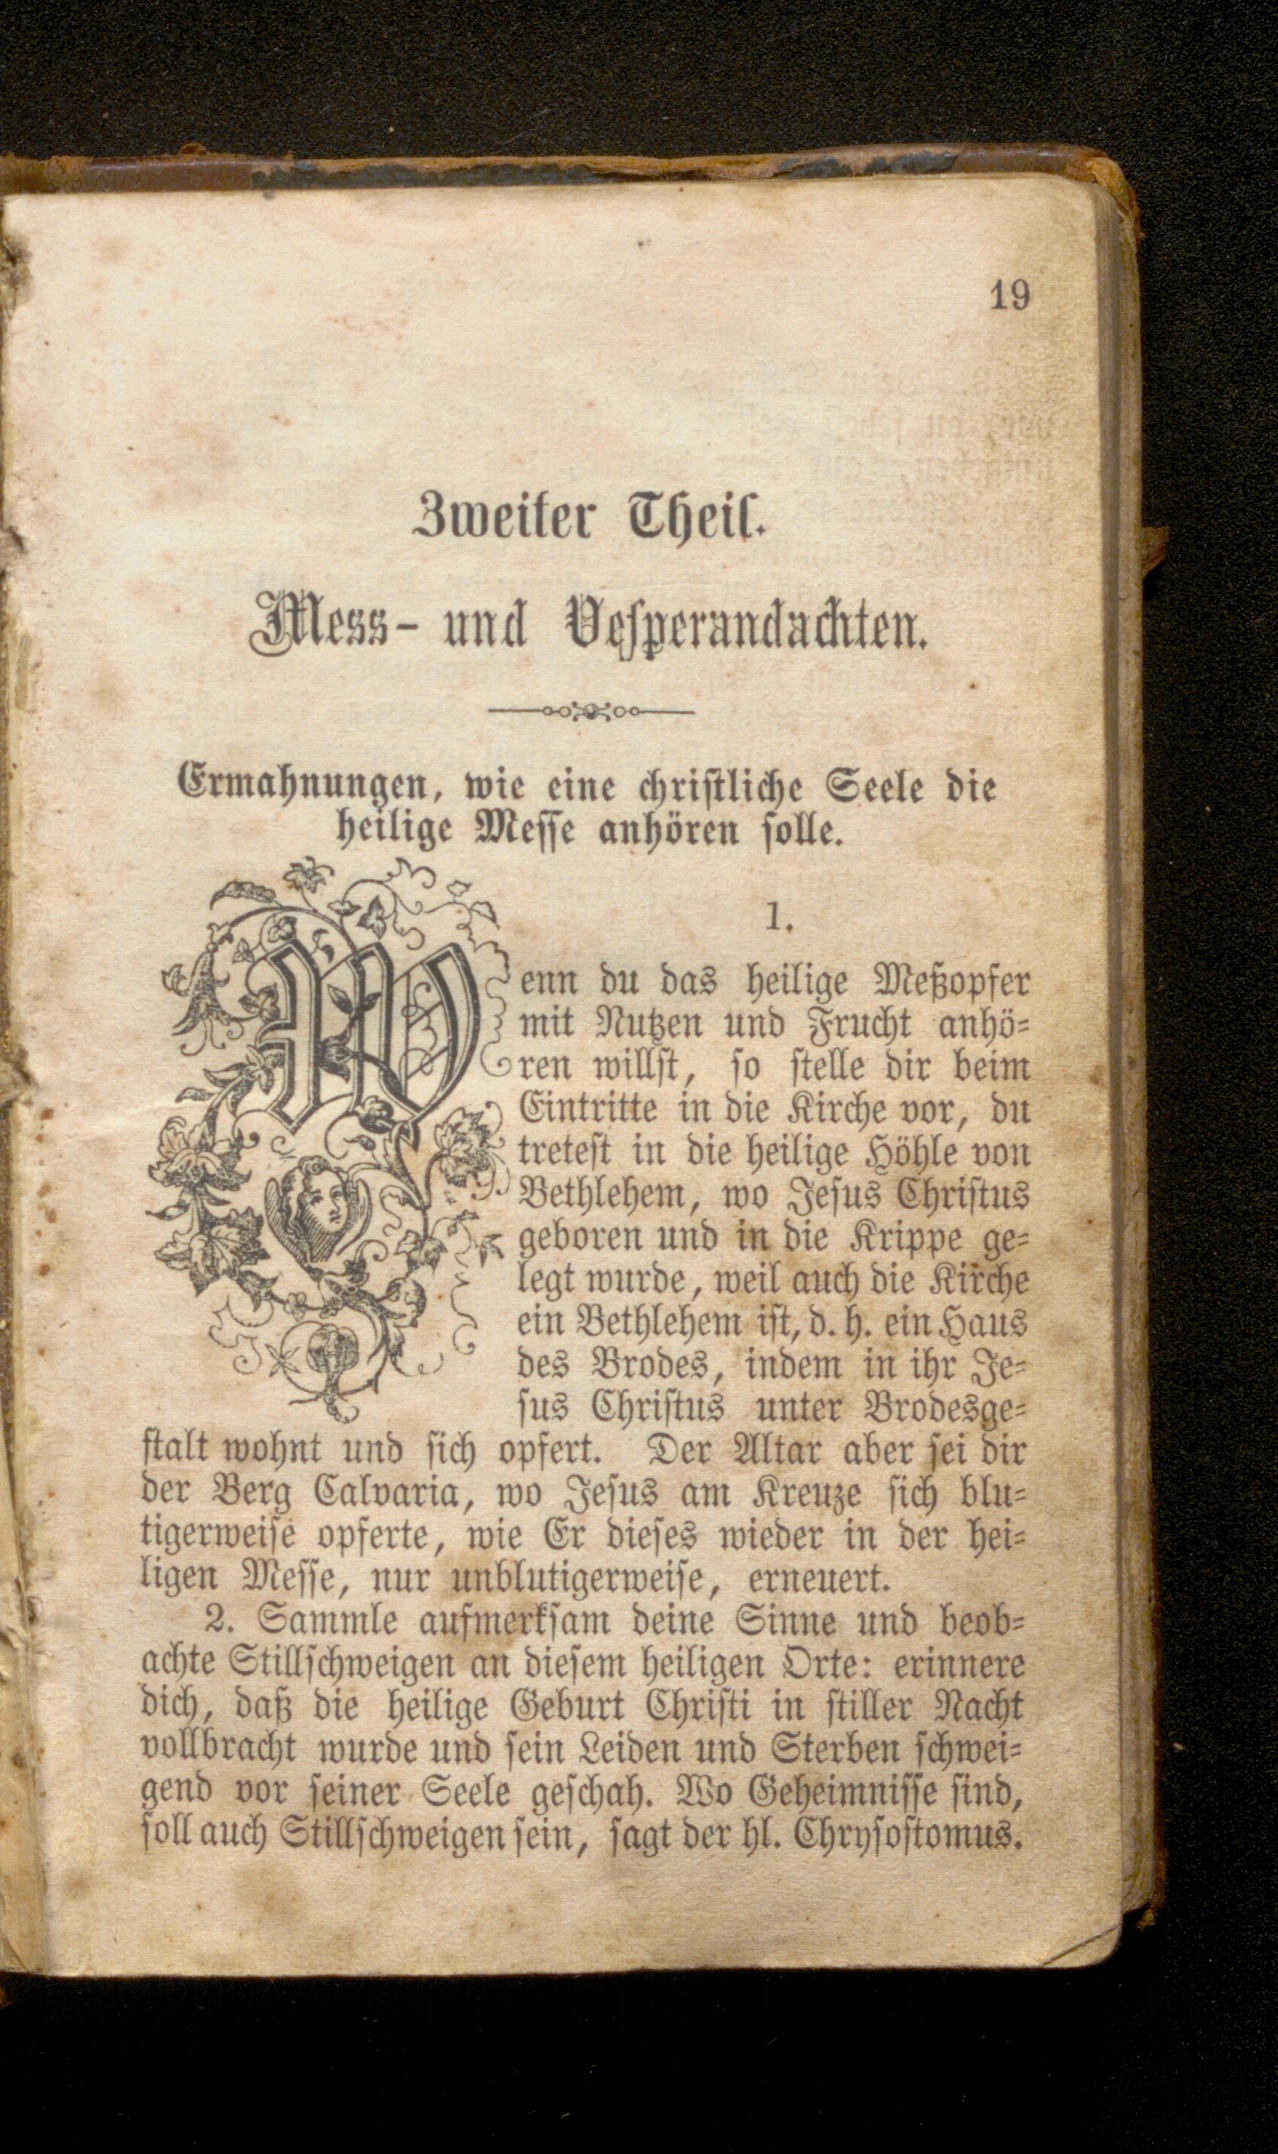 19
Zweiter Theil.
Mess- und Vesperandachten.
Ermahnungen, wie eine christliche Seele die
heilige Messe anhören solle.
1.
Wenn du das heilige Meßopfer
mit Nutzen und Frucht anhö-
ren willst, so stelle dir beim
Eintritte in die Kirche vor, du
tretest in die heilige Höhle von
Bethlehem, wo Jesus Christus
geboren und in die Krippe ge-
legt wurde, weil auch die Kirche
ein Bethlehem ist, d. h. ein Haus
des Brodes, indem in ihr Je-
sus Christus unter Brodesge-
stalt wohnt und sich opfert. Der Altar aber sei dir
der Berg Calvaria, wo Jesus am Kreuze sich blu-
tigerweise opferte, wie Er dieses wieder in der hei-
ligen Messe, nur unblutigerweise, erneuert.
2. Sammle aufmerksam deine Sinne und beob-
achte Stillschweigen an diesem heiligen Orte: erinnere
dich, daß die heilige Geburt Christi in stiller Nacht
vollbracht wurde und sein Leiden und Sterben schwei-
gend vor seiner Seele geschah. Wo Geheimnisse sind,
soll auch Stillschweigen sein, sagt der hl. Chrysostomus.